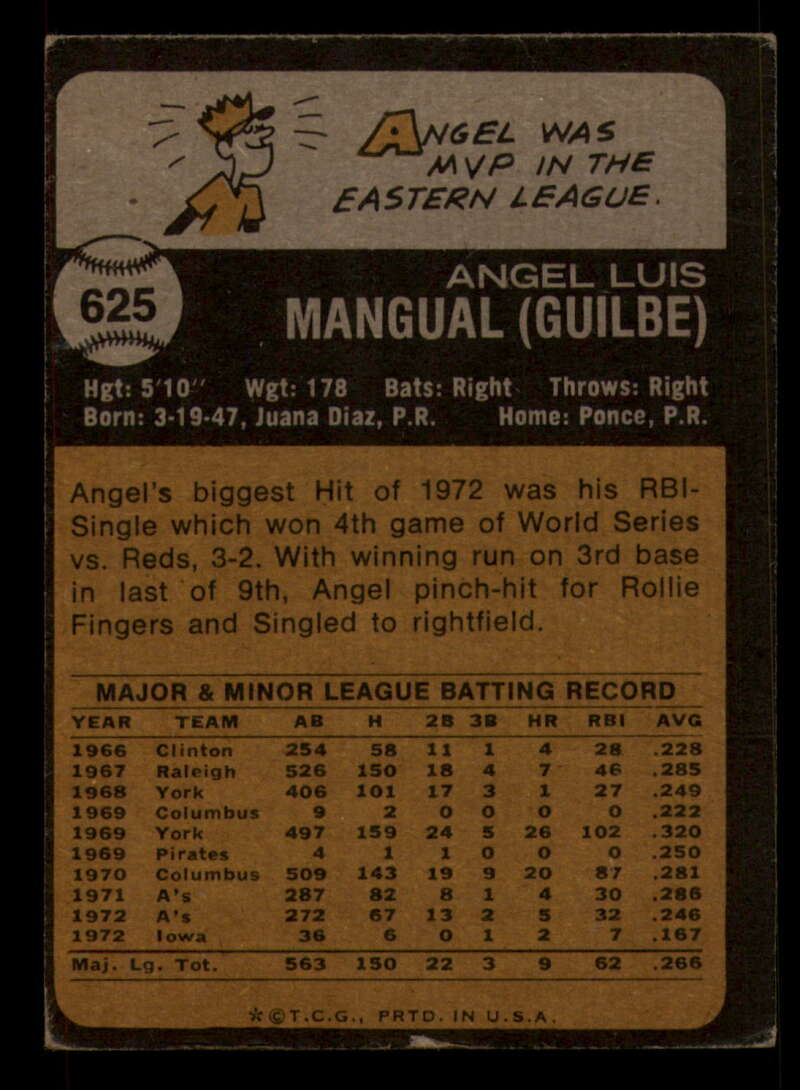 ANGEL WAS
MVP IN THE
EASTERN LEAGUE.
625
ANGEL LUIS
MANGUAL (GUILBE)
Hgt: 5'10" Wgt: 178 Bats: Right Throws: Right
Born: 3-19-47, Juana Diaz, P.R. Home: Ponce, P.R.
Angel's biggest Hit of 1972 was his RBI-
Single which won 4th game of World Series
vs. Reds, 3-2. With winning run on 3rd base
in last of 9th, Angel pinch-hit for Rollie
Fingers and Singled to rightfield.
MAJOR & MINOR LEAGUE BATTING RECORD
YEAR TEAM AB H 2B 3B HR RBI AVG
1966 Clinton 254 58 11 1 4 28 .228
1967 Raleigh 526 150 18 4 7 46 .285
1968 York 406 101 17 3 1 27 .249
1969 Columbus 9 2 0 0 0 0 .222
1969 York 497 159 24 5 26 102 .320
1969 Pirates 4 1 1 0 0 0 .250
1970 Columbus 509 143 19 9 20 87 .281
1971 A's 287 82 8 1 4 30 .286
1972 A's 272 67 13 2 5 32 .246
1972 Iowa 36 6 0 1 2 7 .167
Maj. Lg. Tot. 563 150 22 3 9 62 .266
*©T.C.G., PRTD. IN U.S.A.